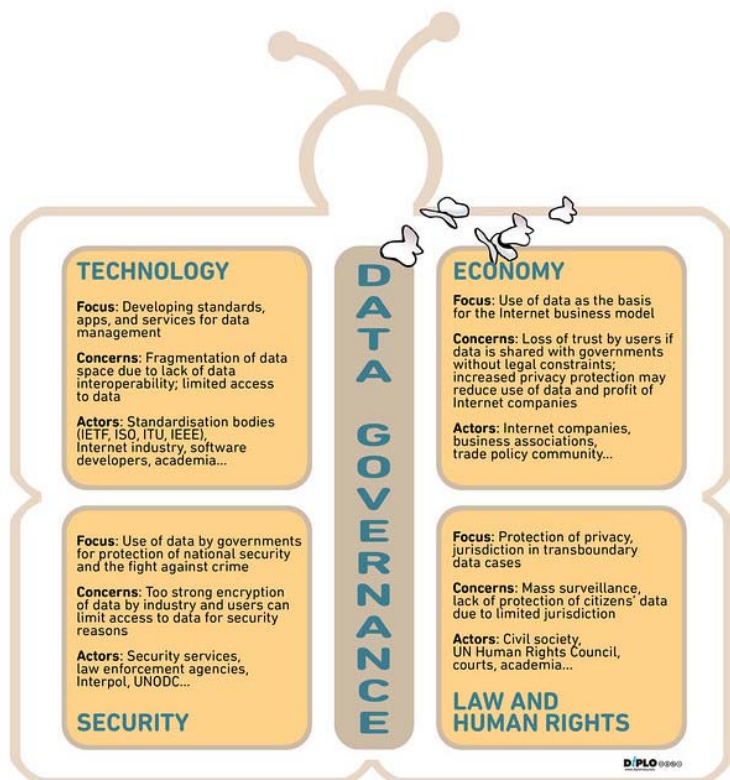 TECHNOLOGY
Focus: Developing standards,
apps, and services for data
management
Concerns: Fragmentation of data
space due to lack of data
interoperability; limited access
to data
Actors: Standardisation bodies
(IETF, ISO, ITU, IEEE),
Internet industry, software
developers, academia...
DATA GOVERNANCE
ECONOMY
Focus: Use of data as the basis
for the Internet business model
Concerns: Loss of trust by users if
data is shared with governments
without legal constraints;
increased privacy protection may
reduce use of data and profit of
Internet companies
Actors: Internet companies,
business associations,
trade policy community...
Focus: Use of data by governments
for protection of national security
and the fight against crime
Concerns: Too strong encryption
of data by industry and users can
limit access to data for security
reasons
Actors: Security services,
law enforcement agencies,
Interpol, UNODC...
SECURITY
Focus: Protection of privacy,
jurisdiction in transboundary
data cases
Concerns: Mass surveillance,
lack of protection of citizens' data
due to limited jurisdiction
Actors: Civil society,
UN Human Rights Council,
courts, academia...
LAW AND
HUMAN RIGHTS
DIPLO